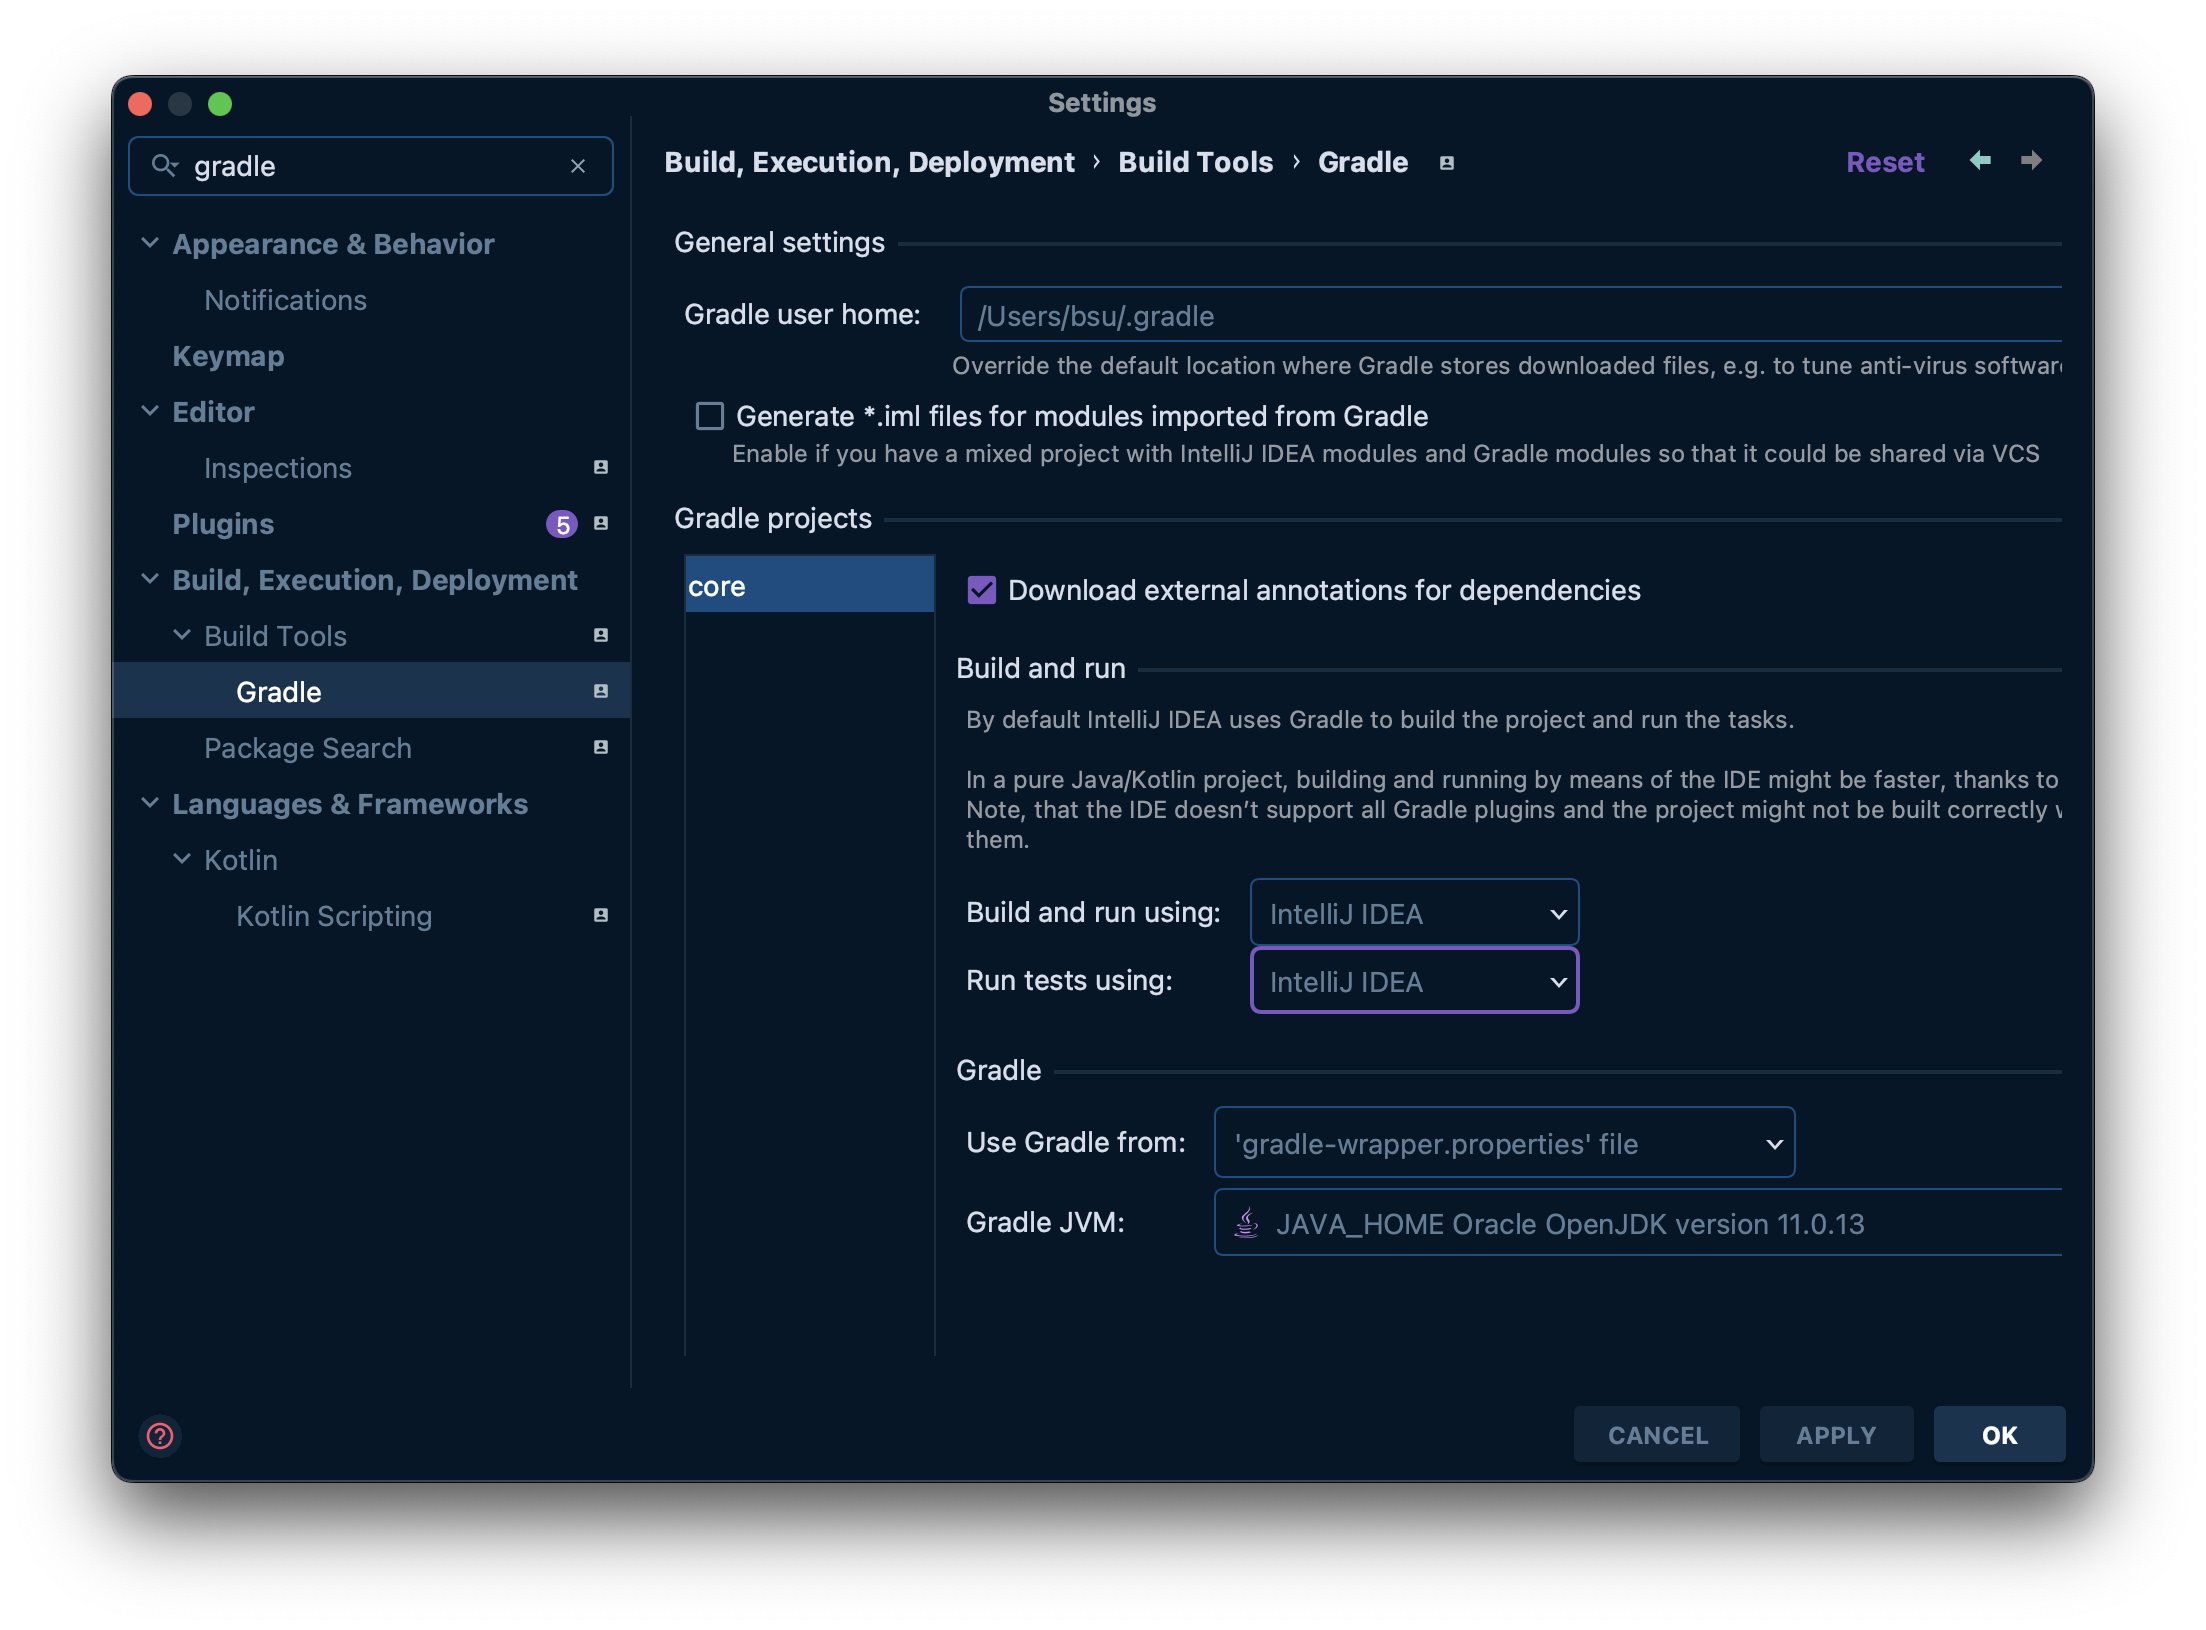 Settings
gradle
Appearance & Behavior
Notifications
Keymap
Editor
Inspections
Plugins 5
Build, Execution, Deployment
Build Tools
Gradle
Package Search
Languages & Frameworks
Kotlin
Kotlin Scripting
Build, Execution, Deployment › Build Tools › Gradle
Reset
General settings
Gradle user home: /Users/bsu/.gradle
Override the default location where Gradle stores downloaded files, e.g. to tune anti-virus software
Generate *.iml files for modules imported from Gradle
Enable if you have a mixed project with IntelliJ IDEA modules and Gradle modules so that it could be shared via VCS
Gradle projects
core
Download external annotations for dependencies
Build and run
By default IntelliJ IDEA uses Gradle to build the project and run the tasks.
In a pure Java/Kotlin project, building and running by means of the IDE might be faster, thanks to
Note, that the IDE doesn't support all Gradle plugins and the project might not be built correctly
them.
Build and run using: IntelliJ IDEA
Run tests using: IntelliJ IDEA
Gradle
Use Gradle from: 'gradle-wrapper.properties' file
Gradle JVM: JAVA_HOME Oracle OpenJDK version 11.0.13
?
CANCEL
APPLY
OK